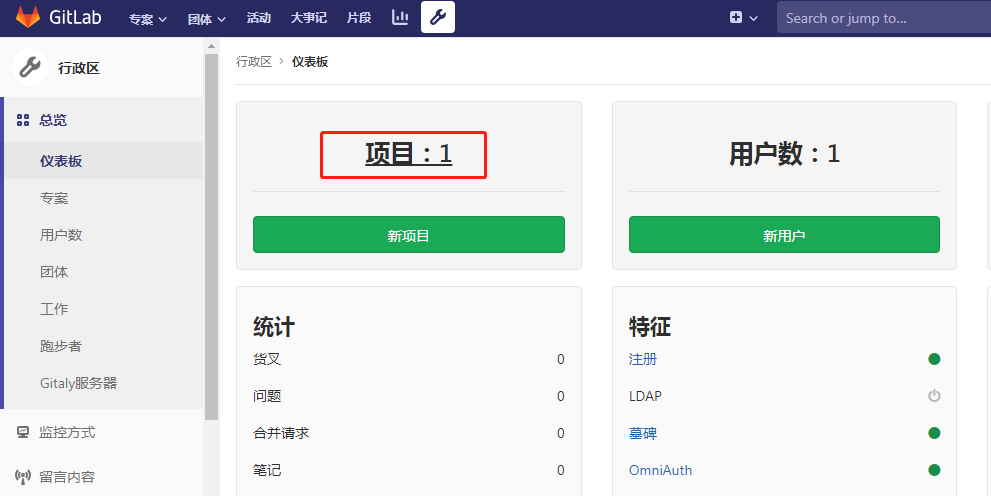 GitLab 专案 团体 活动 大事记 片段 Search or jump to...
行政区
总览
仪表板
专案
用户数
团体
工作
跑步者
Gitaly服务器
监控方式
留言内容
行政区 › 仪表板
项目：1
新项目
用户数：1
新用户
统计
货叉 0
问题 0
合并请求 0
笔记 0
特征
注册
LDAP
墓碑
OmniAuth